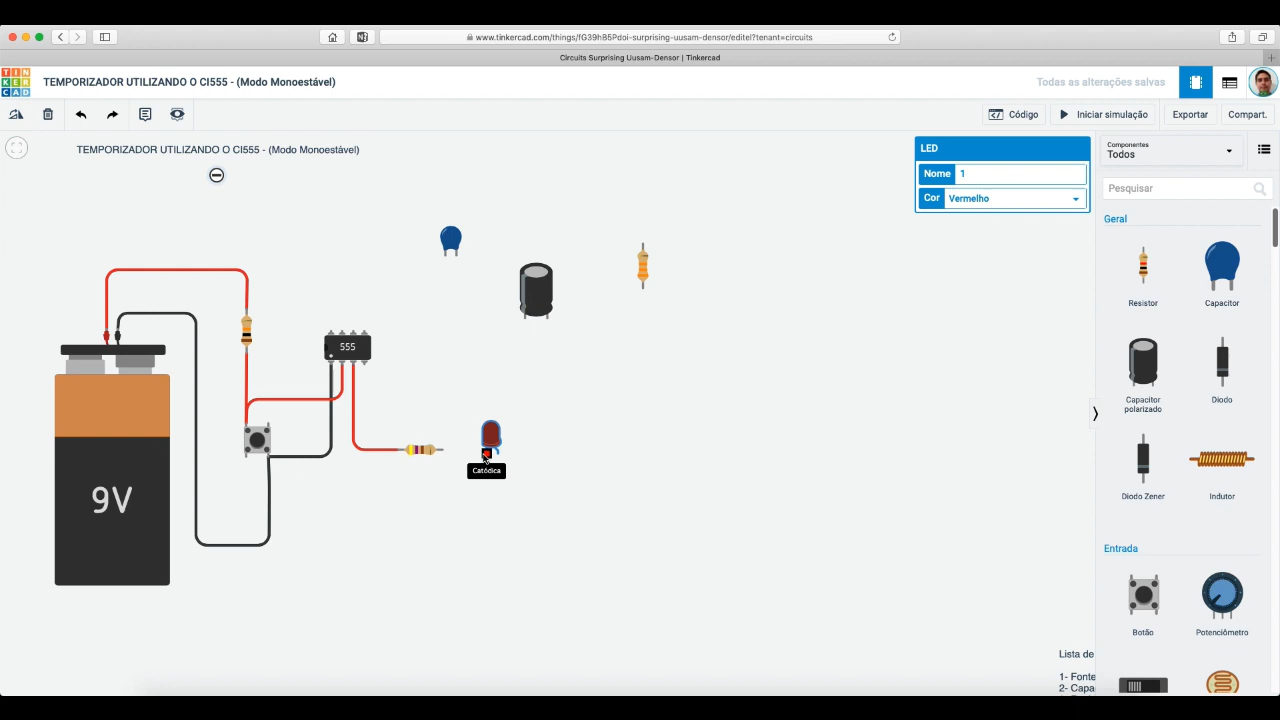 www.tinkercad.com/things/fG39hB5Pdoi-surprising-uusam-densor/editel?tenant=circuits
Circuits Surprising Uusam-Densor | Tinkercad
TIN
KER
CAD
TEMPORIZADOR UTILIZANDO O CI555 - (Modo Monoestável)
Todas as alterações salvas
Código
Iniciar simulação
Exportar
Compart.
TEMPORIZADOR UTILIZANDO O CI555 - (Modo Monoestável)
LED
Nome 1
Cor Vermelho
Componentes
Todos
Pesquisar
Geral
Resistor
Capacitor
Capacitor polarizado
Diodo
Diodo Zener
Indutor
Entrada
Botão
Potenciômetro
555
9V
Catódica
Lista de
1- Fonte
2- Capa